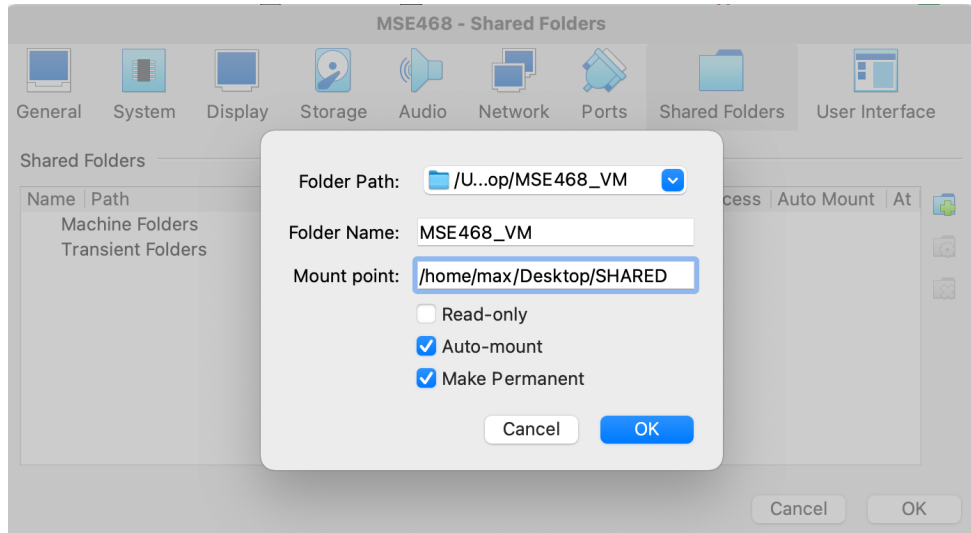 MSE468 - Shared Folders
General System Display Storage Audio Network Ports Shared Folders User Interface
Shared Folders
Name Path cess Auto Mount At
Machine Folders
Transient Folders
Folder Path: /U...op/MSE468_VM
Folder Name: MSE468_VM
Mount point: /home/max/Desktop/SHARED
Read-only
Auto-mount
Make Permanent
Cancel OK
Cancel OK